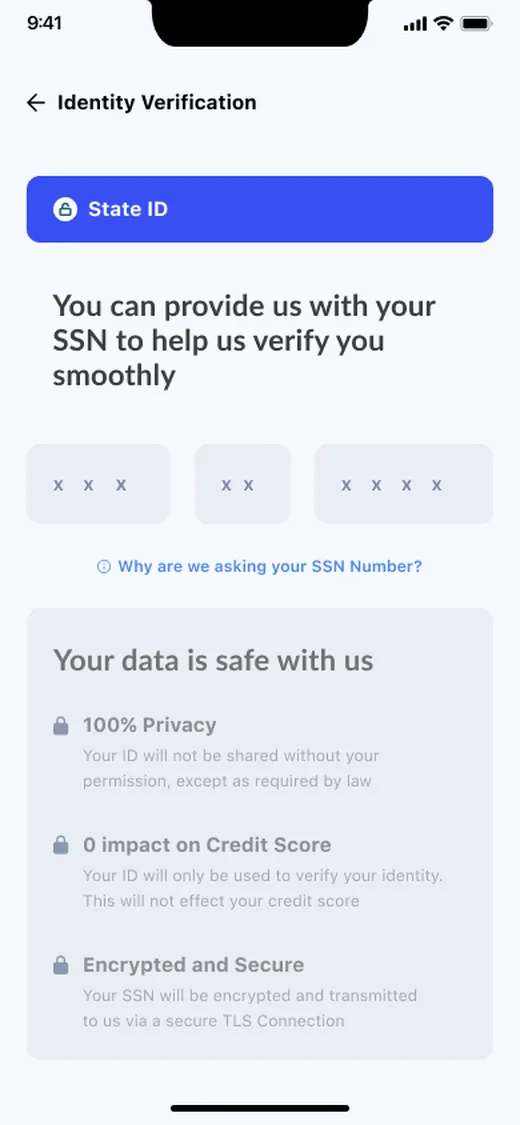 9:41
Identity Verification
State ID
You can provide us with your
SSN to help us verify you
smoothly
x x x
x x
x x x x
Why are we asking your SSN Number?
Your data is safe with us
100% Privacy
Your ID will not be shared without your
permission, except as required by law
0 impact on Credit Score
Your ID will only be used to verify your identity.
This will not effect your credit score
Encrypted and Secure
Your SSN will be encrypted and transmitted
to us via a secure TLS Connection